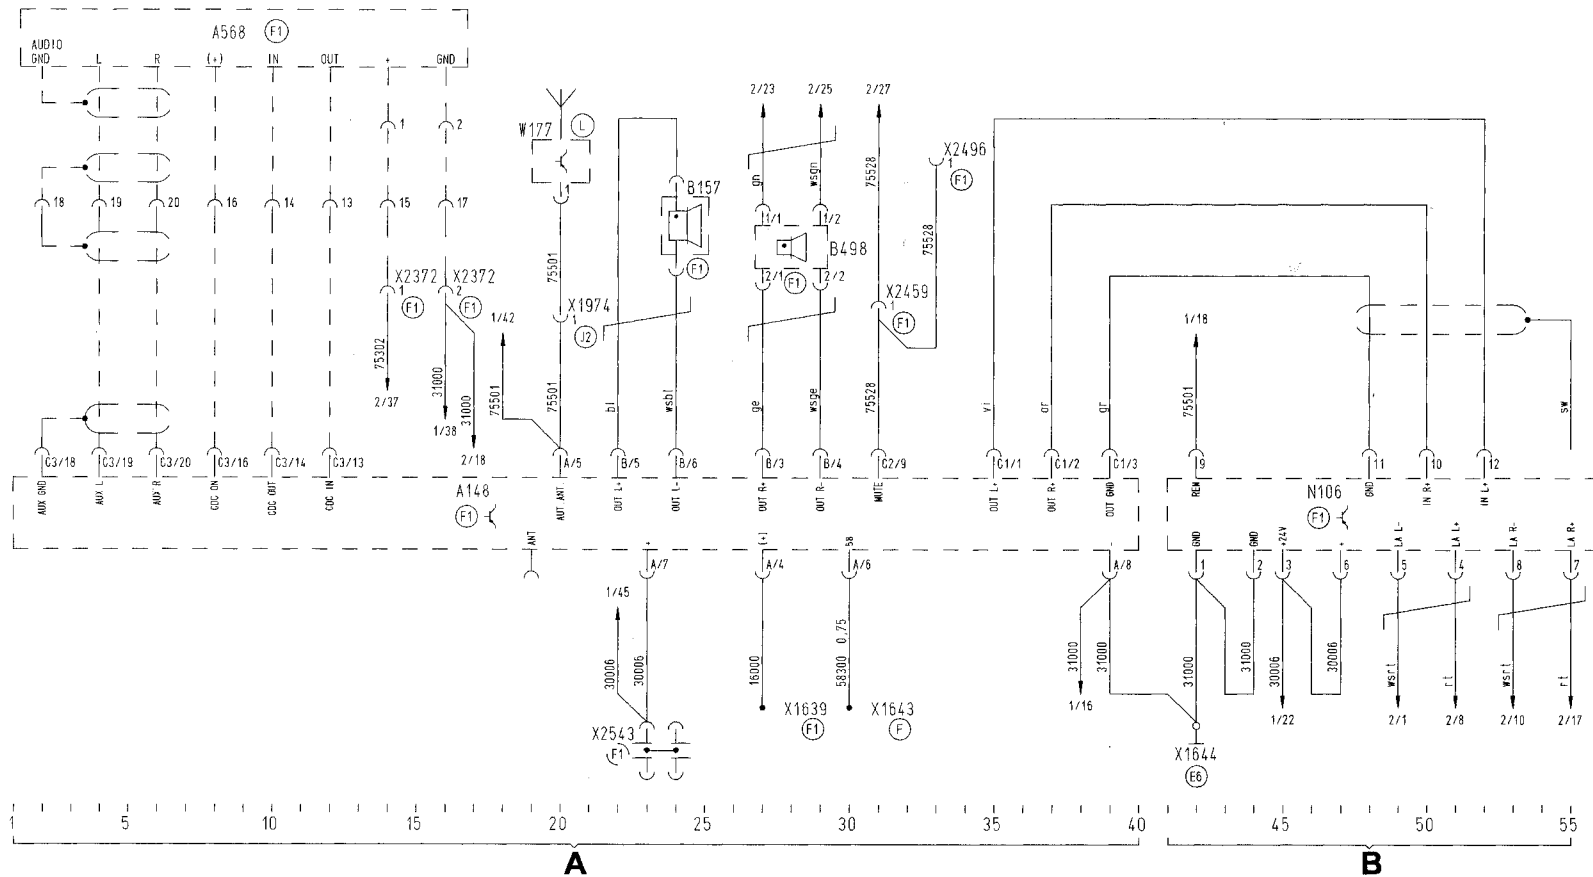 A568 F1
AUDIO
GND L R (+) IN OUT + GND
2/23 2/25 2/27
1 2
W177 L
X2496
1 F1
gn wsgn 75528
B157
18 19 20 16 14 13 15 17
1
1/1 1/2
B498
75528
F1
2/1 2/2
F1
75501
X2372 X2372
1 2
F1 F1
X1974
1
J2
X2459
1
F1
1/42
1/18
75302
2/37
31000
1/38
31000
2/18
75501 75501 bl wsbl ge wsge 75528 vi or gr 75501 sw
C3/18 C3/19 C3/20 C3/16 C3/14 C3/13 A/5 B/5 B/6 B/3 B/4 C2/9 C1/1 C1/2 C1/3 9 11 10 12
AUX GND AUX L AUX R CDC ON CDC OUT CDC IN AUT ANT. OUT L+ OUT L- OUT R+ OUT R- MUTE OUT L+ OUT R+ OUT GND REM GND IN R+ IN L+
A148
F1
N106
F1
ANT + (+) 58 - GND GND +24V + LA L- LA L+ LA R- LA R+
A/7 A/4 A/6 A/8 1 2 3 6 5 4 8 7
1/45
30006 30006 16000 58300 0,75 31000 31000 31000 31000 30006 30006 wsrt rt wsrt rt
1/16 1/22 2/1 2/8 2/10 2/17
X2543
F1
X1639
F1
X1643
F
X1644
E6
1 5 10 15 20 25 30 35 40 45 50 55
A B